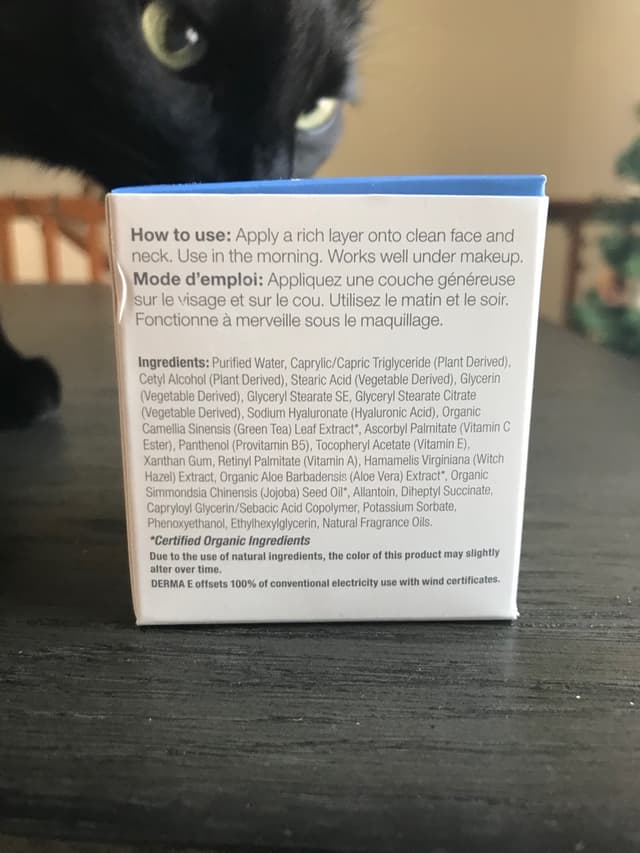 How to use: Apply a rich layer onto clean face and
neck. Use in the morning. Works well under makeup.
Mode d'emploi: Appliquez une couche généreuse
sur le visage et sur le cou. Utilisez le matin et le soir.
Fonctionne à merveille sous le maquillage.
Ingredients: Purified Water, Caprylic/Capric Triglyceride (Plant Derived),
Cetyl Alcohol (Plant Derived), Stearic Acid (Vegetable Derived), Glycerin
(Vegetable Derived), Glyceryl Stearate SE, Glyceryl Stearate Citrate
(Vegetable Derived), Sodium Hyaluronate (Hyaluronic Acid), Organic
Camellia Sinensis (Green Tea) Leaf Extract*, Ascorbyl Palmitate (Vitamin C
Ester), Panthenol (Provitamin B5), Tocopheryl Acetate (Vitamin E),
Xanthan Gum, Retinyl Palmitate (Vitamin A), Hamamelis Virginiana (Witch
Hazel) Extract, Organic Aloe Barbadensis (Aloe Vera) Extract*, Organic
Simmondsia Chinensis (Jojoba) Seed Oil*, Allantoin, Diheptyl Succinate,
Capryloyl Glycerin/Sebacic Acid Copolymer, Potassium Sorbate,
Phenoxyethanol, Ethylhexylglycerin, Natural Fragrance Oils.
*Certified Organic Ingredients
Due to the use of natural ingredients, the color of this product may slightly
alter over time.
DERMA E offsets 100% of conventional electricity use with wind certificates.